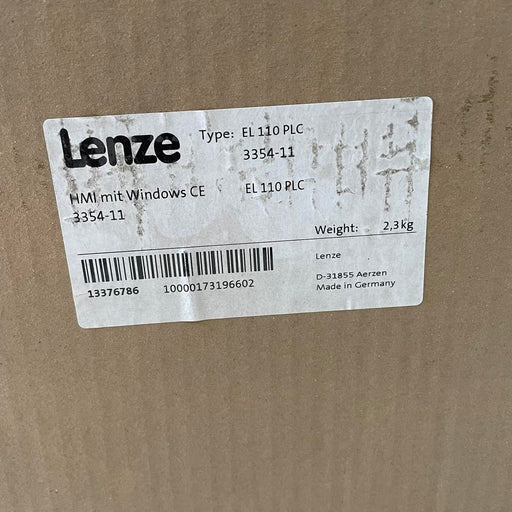 Lenze
Type: EL 110 PLC
3354-11
HMI mit Windows CE EL 110 PLC
3354-11
Weight: 2,3kg
Lenze
13376786 10000173196602
D-31855 Aerzen
Made in Germany